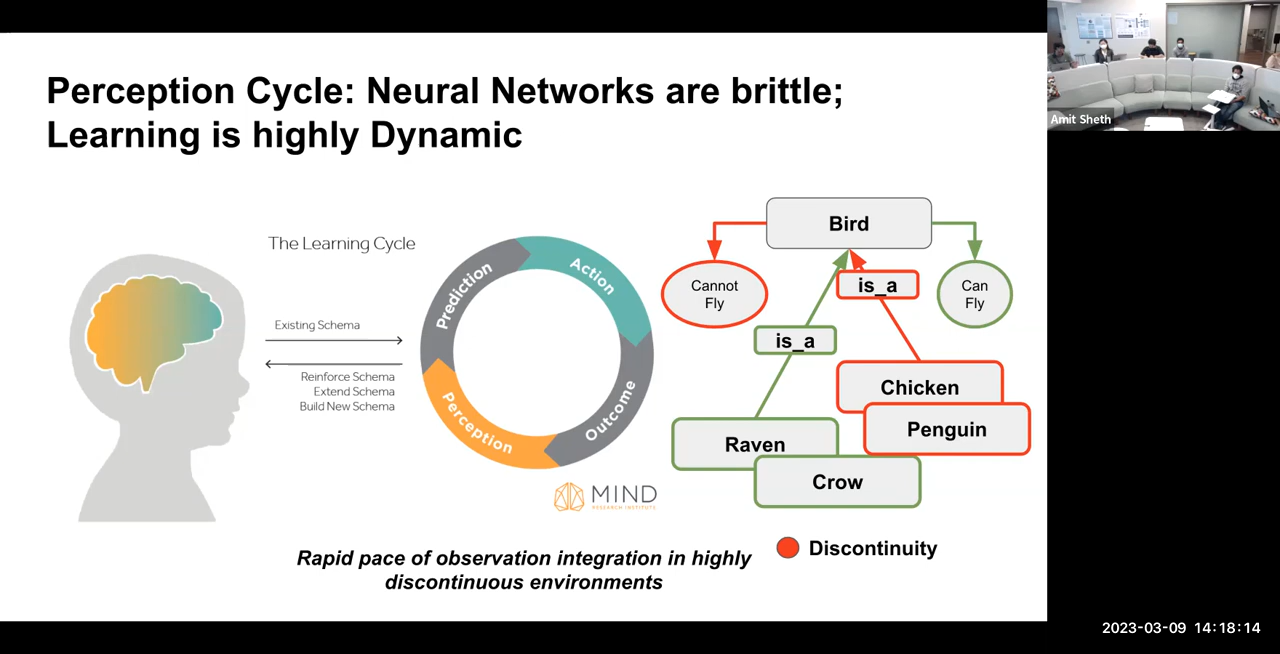 Perception Cycle: Neural Networks are brittle;
Learning is highly Dynamic
Amit Sheth
The Learning Cycle
Existing Schema
Reinforce Schema
Extend Schema
Build New Schema
Prediction
Action
Outcome
Perception
MIND
RESEARCH INSTITUTE
Bird
Cannot
Fly
is_a
Can
Fly
is_a
Chicken
Penguin
Raven
Crow
Discontinuity
Rapid pace of observation integration in highly
discontinuous environments
2023-03-09 14:18:14